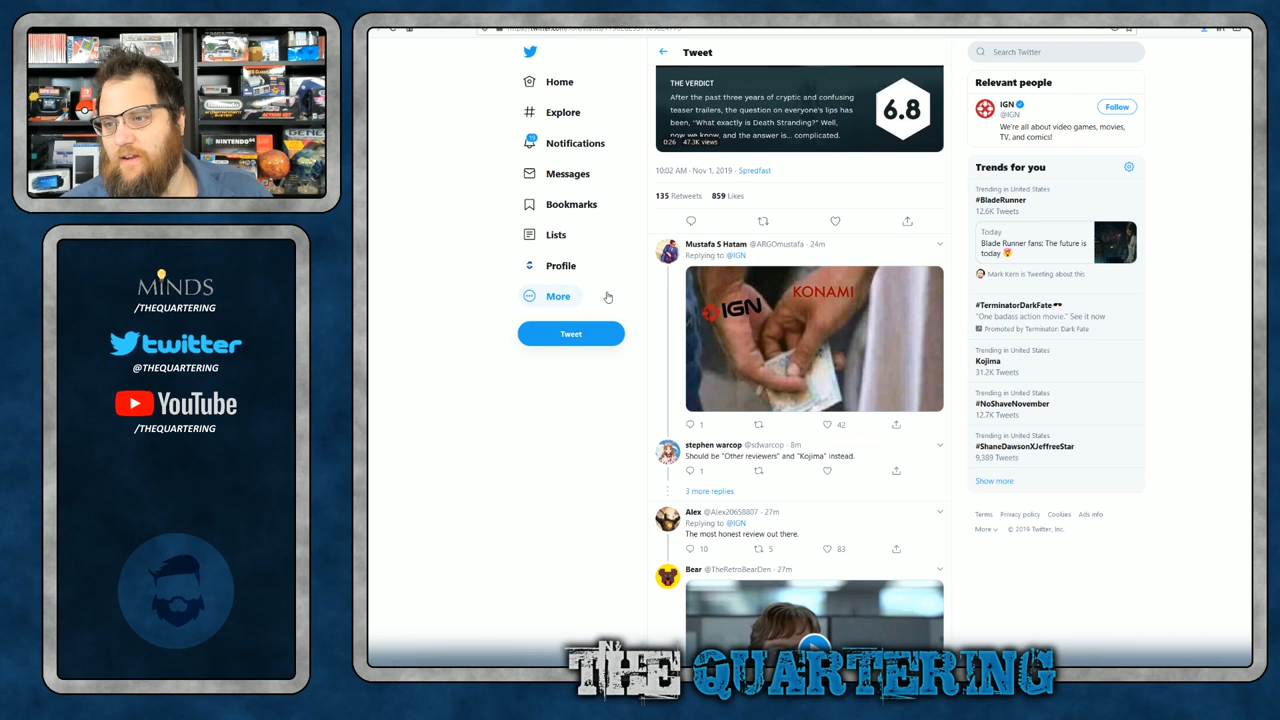 MINDS
/THEQUARTERING
twitter
@THEQUARTERING
YouTube
/THEQUARTERING
NINTENDO 64
Home
Explore
19
Notifications
Messages
Bookmarks
Lists
Profile
More
Tweet
Tweet
THE VERDICT
After the past three years of cryptic and confusing
teaser trailers, the question on everyone's lips has
been, "What exactly is Death Stranding?" Well,
now we know, and the answer is... complicated.
6.8
0:26 47.3K views
10:02 AM · Nov 1, 2019 · Spredfast
135 Retweets 859 Likes
Mustafa S Hatam @ARGOmustafa · 24m
Replying to @IGN
IGN
KONAMI
1 42
stephen warcop @sdwarcop · 8m
Should be "Other reviewers" and "Kojima" instead.
1
3 more replies
Alex @Alex20658807 · 27m
Replying to @IGN
The most honest review out there.
10 5 83
Bear @TheRetroBearDen · 27m
Search Twitter
Relevant people
IGN
@IGN
Follow
We're all about video games, movies,
TV, and comics!
Trends for you
Trending in United States
#BladeRunner
12.6K Tweets
Today
Blade Runner fans: The future is
today 🤯
Mark Kern is Tweeting about this
#TerminatorDarkFate
"One badass action movie." See it now
Promoted by Terminator: Dark Fate
Trending in United States
Kojima
31.2K Tweets
Trending in United States
#NoShaveNovember
12.7K Tweets
Trending in United States
#ShaneDawsonXJeffreeStar
9,389 Tweets
Show more
Terms Privacy policy Cookies Ads info
More © 2019 Twitter, Inc.
THE QUARTERING